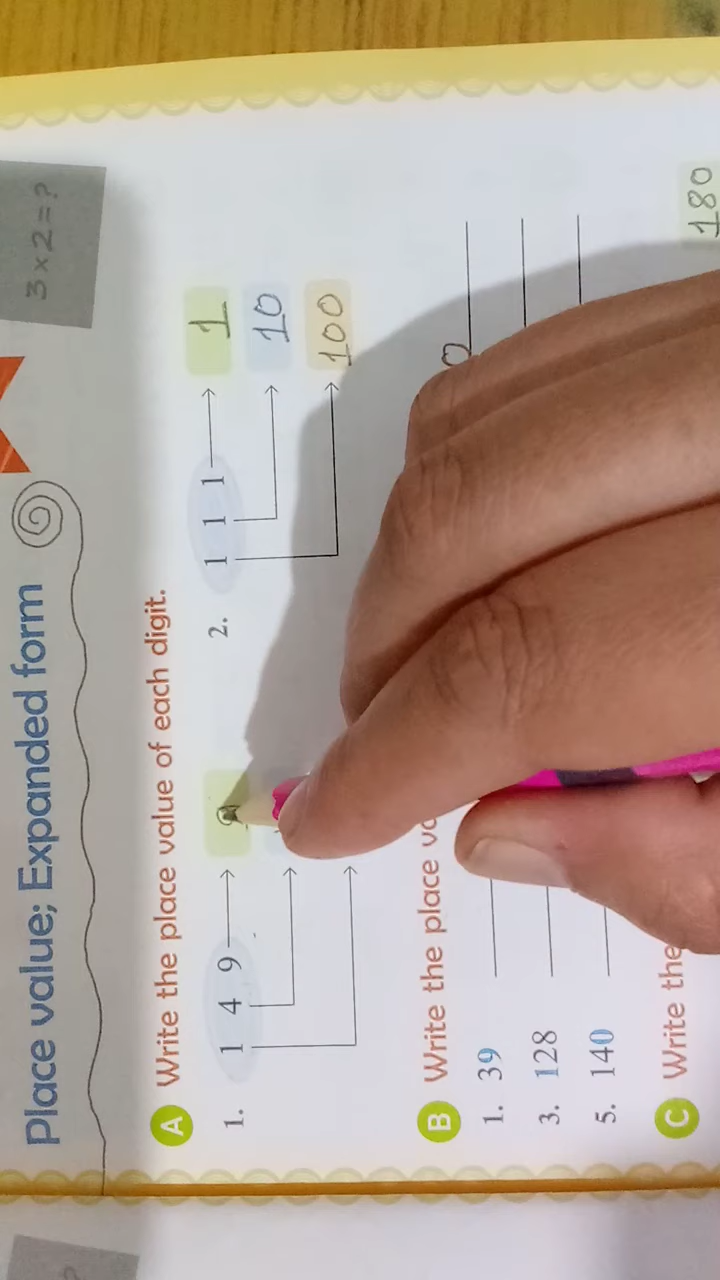 3 × 2 = ?
Place value; Expanded form
A Write the place value of each digit.
1. 1 4 9 9
2. 1 1 1 1
10
100
B Write the place
1. 39
3. 128
5. 140
C Write the
180